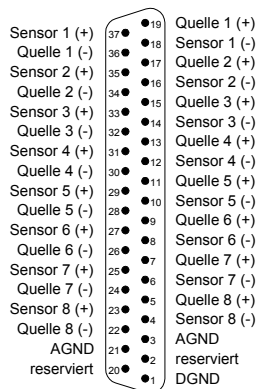 19 Quelle 1 (+)
Sensor 1 (+) 37
18 Sensor 1 (-)
Quelle 1 (-) 36
17 Quelle 2 (+)
Sensor 2 (+) 35
16 Sensor 2 (-)
Quelle 2 (-) 34
15 Quelle 3 (+)
Sensor 3 (+) 33
14 Sensor 3 (-)
Quelle 3 (-) 32
13 Quelle 4 (+)
Sensor 4 (+) 31
12 Sensor 4 (-)
Quelle 4 (-) 30
11 Quelle 5 (+)
Sensor 5 (+) 29
10 Sensor 5 (-)
Quelle 5 (-) 28
9 Quelle 6 (+)
Sensor 6 (+) 27
8 Sensor 6 (-)
Quelle 6 (-) 26
7 Quelle 7 (+)
Sensor 7 (+) 25
6 Sensor 7 (-)
Quelle 7 (-) 24
5 Quelle 8 (+)
Sensor 8 (+) 23
4 Sensor 8 (-)
Quelle 8 (-) 22
3 AGND
AGND 21
2 reserviert
reserviert 20
1 DGND